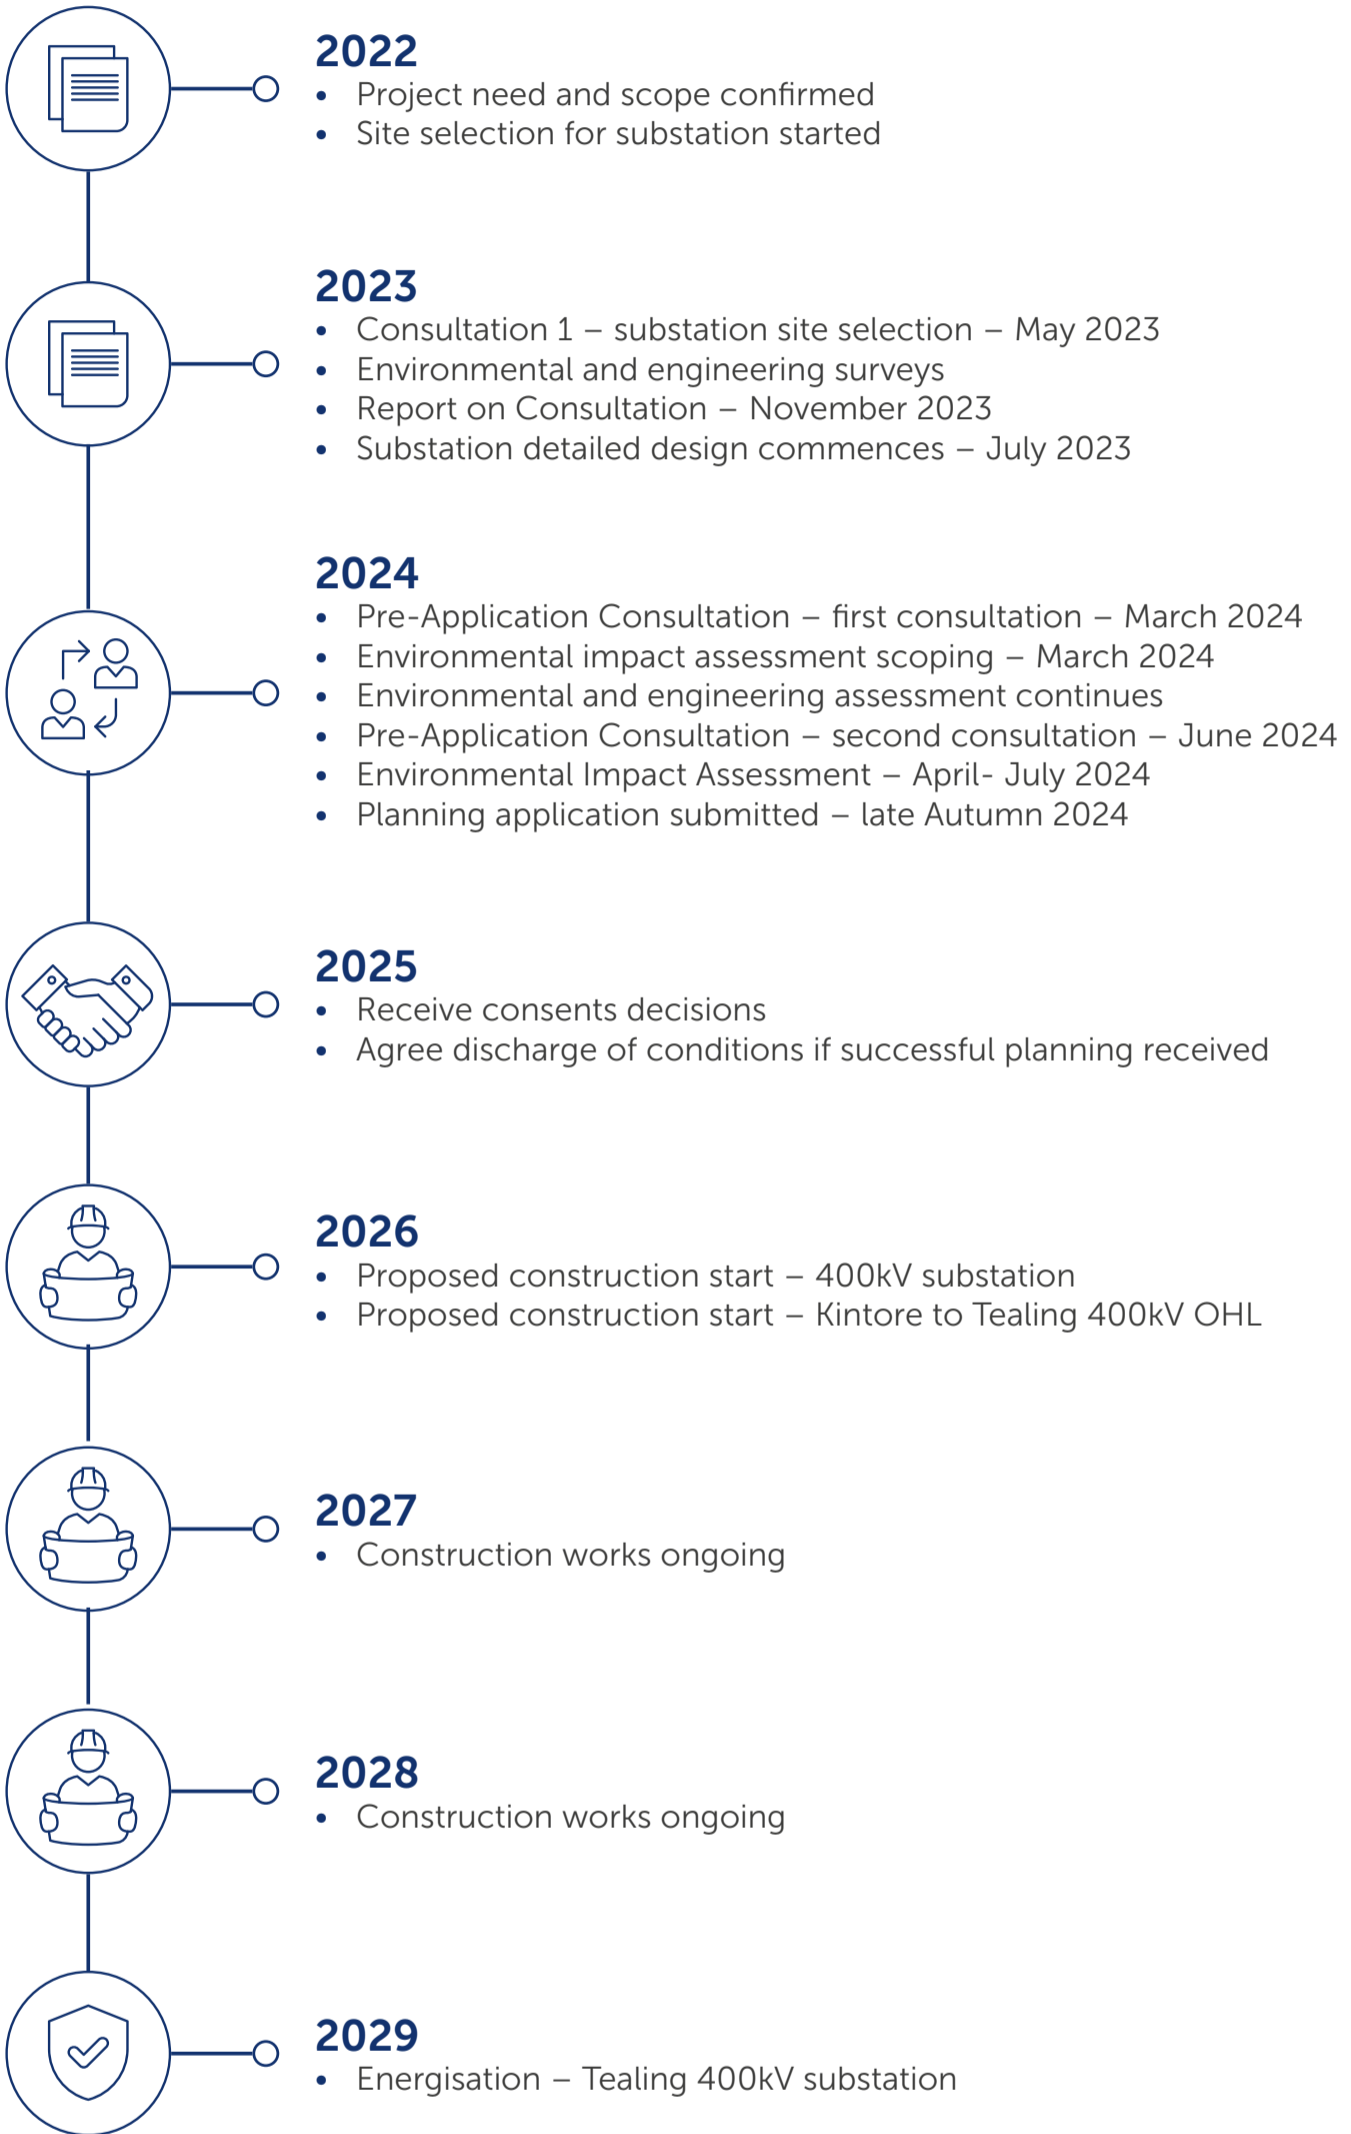 2022
• Project need and scope confirmed
• Site selection for substation started
2023
• Consultation 1 – substation site selection – May 2023
• Environmental and engineering surveys
• Report on Consultation – November 2023
• Substation detailed design commences – July 2023
2024
• Pre-Application Consultation – first consultation – March 2024
• Environmental impact assessment scoping – March 2024
• Environmental and engineering assessment continues
• Pre-Application Consultation – second consultation – June 2024
• Environmental Impact Assessment – April- July 2024
• Planning application submitted – late Autumn 2024
2025
• Receive consents decisions
• Agree discharge of conditions if successful planning received
2026
• Proposed construction start – 400kV substation
• Proposed construction start – Kintore to Tealing 400kV OHL
2027
• Construction works ongoing
2028
• Construction works ongoing
2029
• Energisation – Tealing 400kV substation